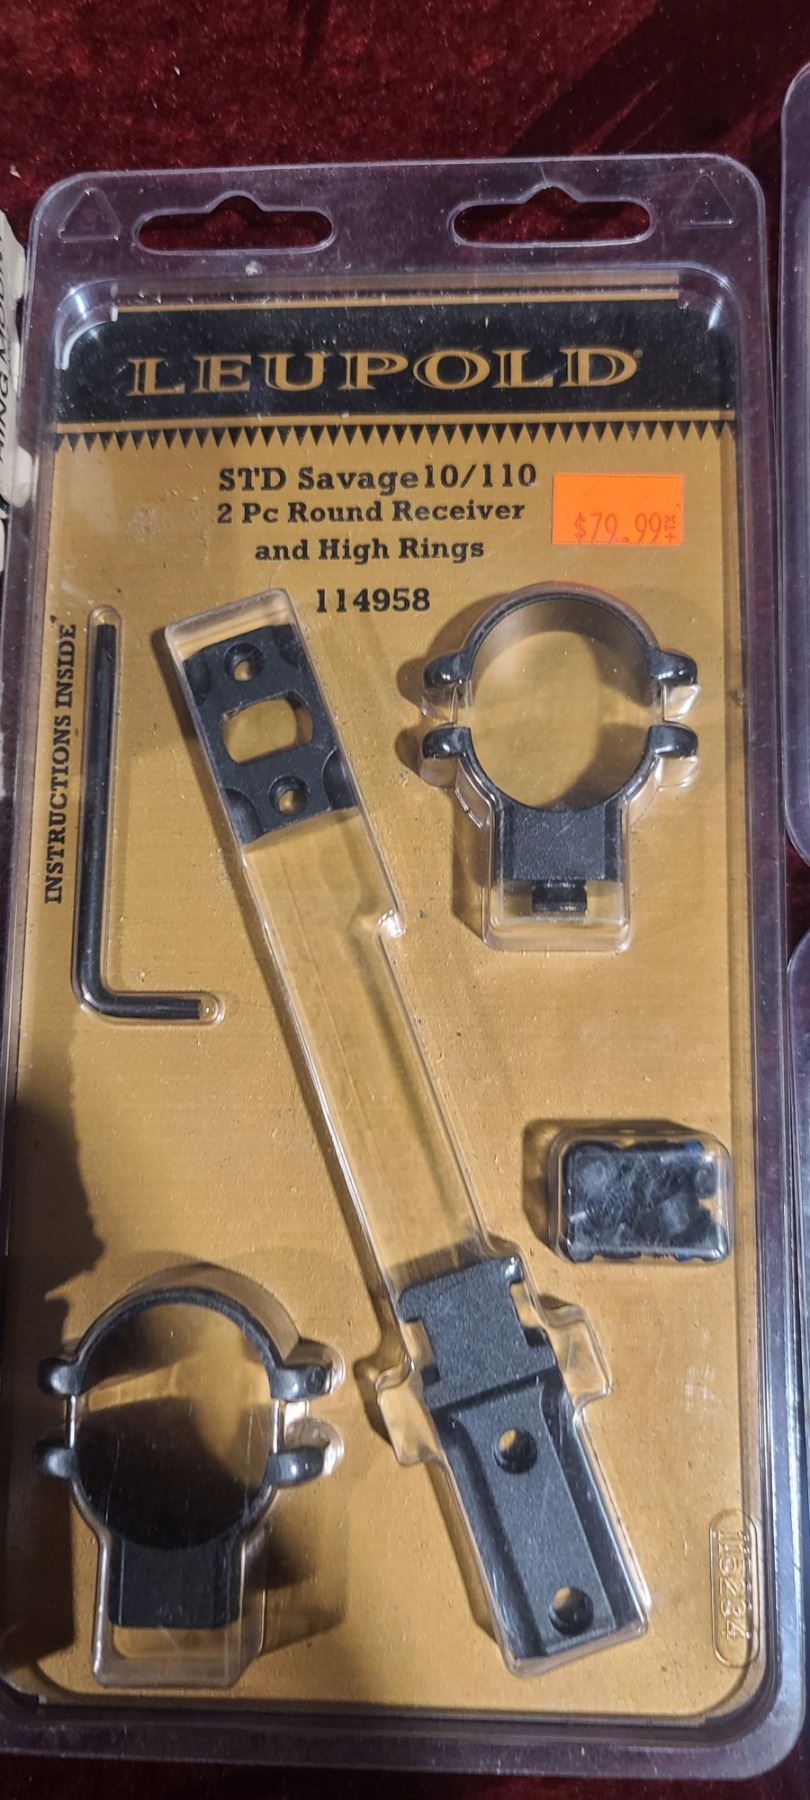 LEUPOLD®
STD Savage10/110
2 Pc Round Receiver
and High Rings
114958
$79.99
INSTRUCTIONS INSIDE
115234